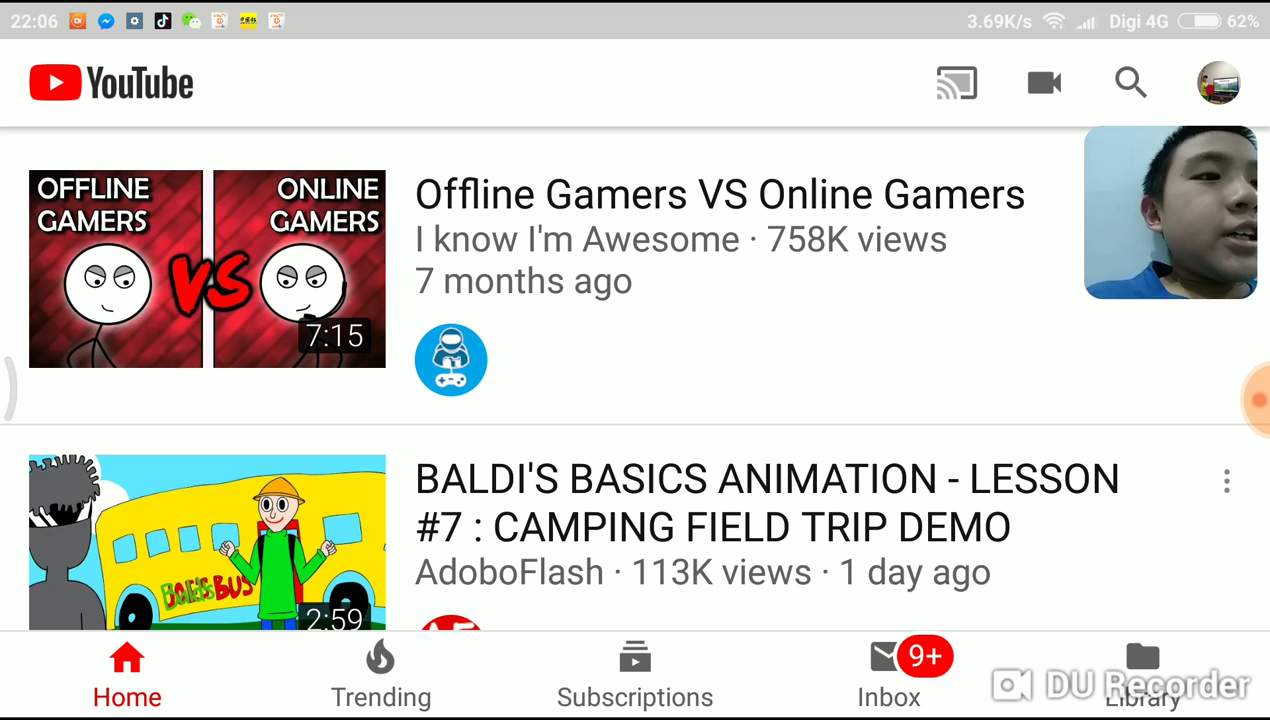 22:06
3.69K/s Digi 4G 62%
YouTube
OFFLINE GAMERS
ONLINE GAMERS
VS
7:15
Offline Gamers VS Online Gamers
I know I'm Awesome · 758K views
7 months ago
BALDI'S BASICS ANIMATION - LESSON
#7 : CAMPING FIELD TRIP DEMO
AdoboFlash · 113K views · 1 day ago
BUS
2:59
Home
Trending
Subscriptions
9+
Inbox
Library
DU Recorder